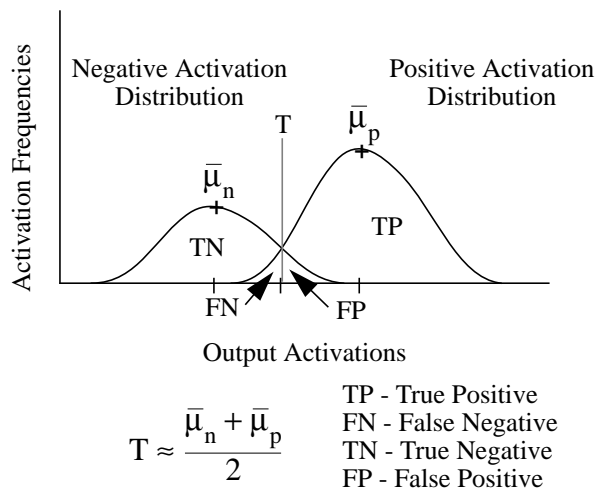 Negative Activation
Distribution
Positive Activation
Distribution
Activation Frequencies
T
μ̄p
μ̄n
TN
TP
FN
FP
Output Activations
T ≈ (μ̄n + μ̄p) / 2
TP - True Positive
FN - False Negative
TN - True Negative
FP - False Positive